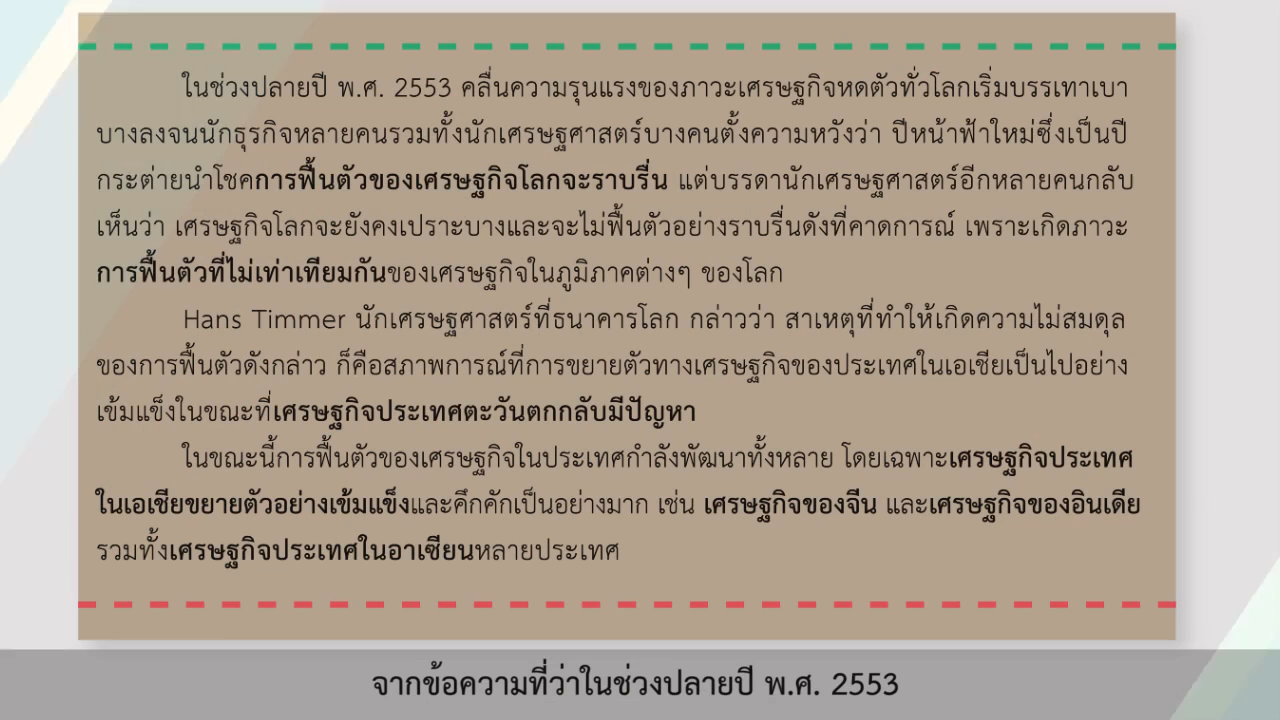 ในช่วงปลายปี พ.ศ. 2553 คลื่นความรุนแรงของภาวะเศรษฐกิจหดตัวทั่วโลกเริ่มบรรเทาเบา
บางลงจนนักธุรกิจหลายคนรวมทั้งนักเศรษฐศาสตร์บางคนตั้งความหวังว่า ปีหน้าฟ้าใหม่ซึ่งเป็นปี
กระต่ายนำโชคการฟื้นตัวของเศรษฐกิจโลกจะราบรื่น แต่บรรดานักเศรษฐศาสตร์อีกหลายคนกลับ
เห็นว่า เศรษฐกิจโลกจะยังคงเปราะบางและจะไม่ฟื้นตัวอย่างราบรื่นดังที่คาดการณ์ เพราะเกิดภาวะ
การฟื้นตัวที่ไม่เท่าเทียมกันของเศรษฐกิจในภูมิภาคต่างๆ ของโลก
Hans Timmer นักเศรษฐศาสตร์ที่ธนาคารโลก กล่าวว่า สาเหตุที่ทำให้เกิดความไม่สมดุล
ของการฟื้นตัวดังกล่าว ก็คือสภาพการณ์ที่การขยายตัวทางเศรษฐกิจของประเทศในเอเชียเป็นไปอย่าง
เข้มแข็งในขณะที่เศรษฐกิจประเทศตะวันตกกลับมีปัญหา
ในขณะนี้การฟื้นตัวของเศรษฐกิจในประเทศกำลังพัฒนาทั้งหลาย โดยเฉพาะเศรษฐกิจประเทศ
ในเอเชียขยายตัวอย่างเข้มแข็งและคึกคักเป็นอย่างมาก เช่น เศรษฐกิจของจีน และเศรษฐกิจของอินเดีย
รวมทั้งเศรษฐกิจประเทศในอาเซียนหลายประเทศ
จากข้อความที่ว่าในช่วงปลายปี พ.ศ. 2553